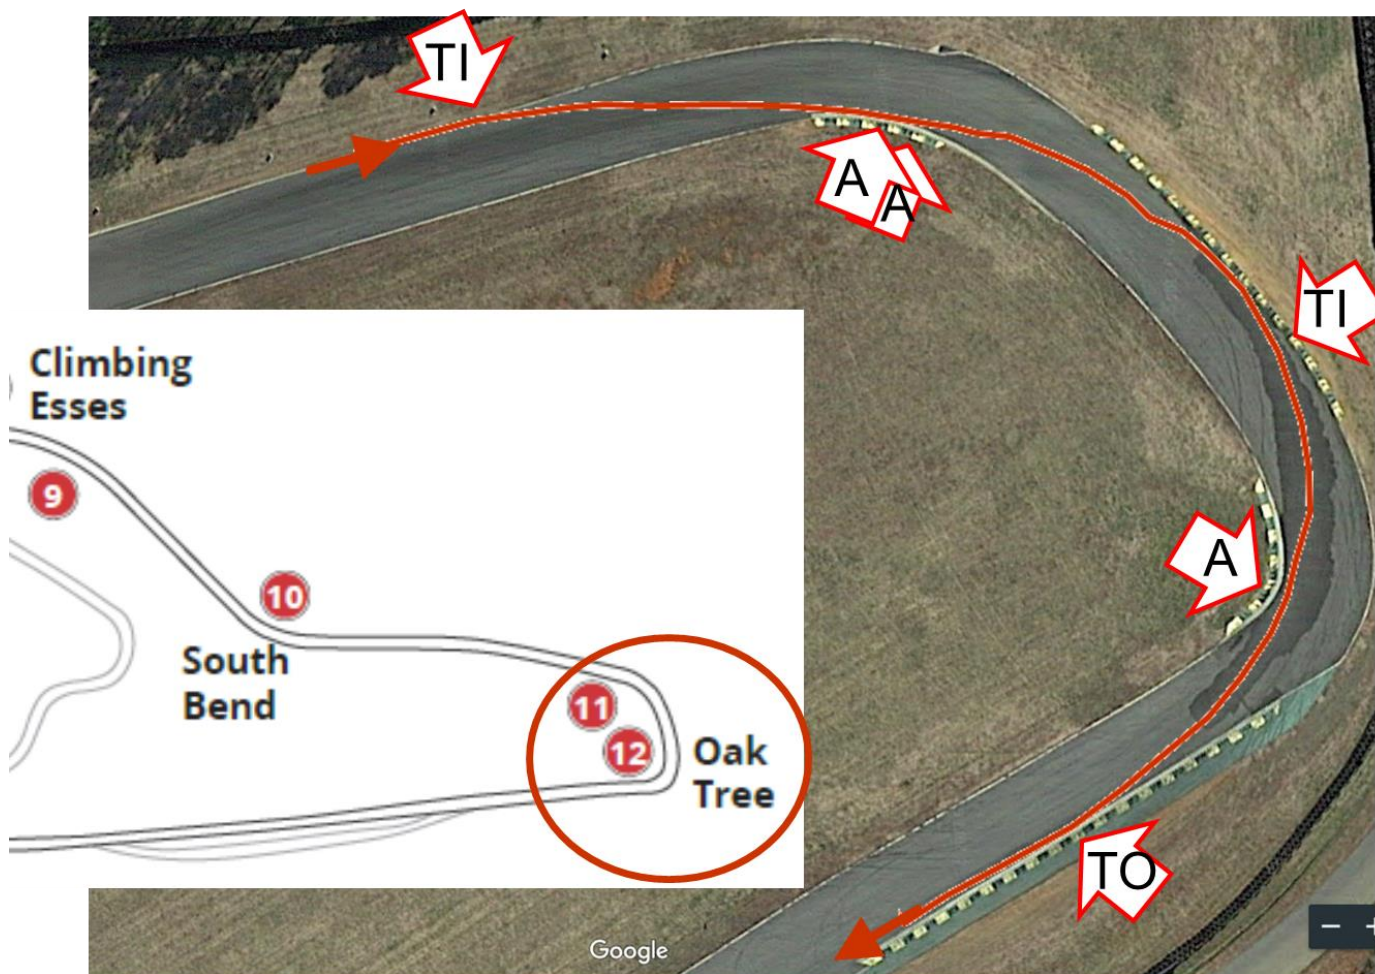 TI
A
A
TI
A
TO
Climbing
Esses
9
10
South
Bend
11
12
Oak
Tree
Google
− +